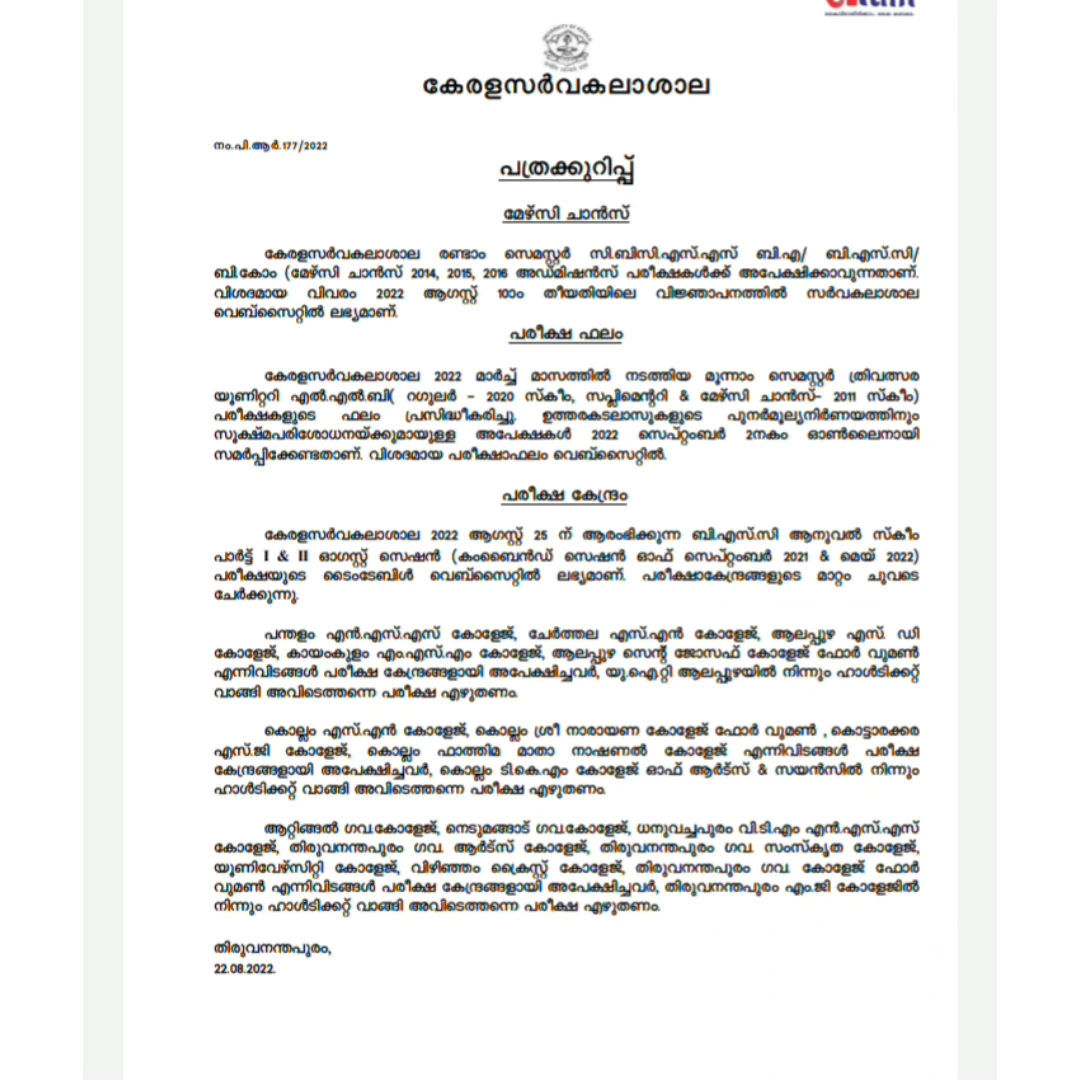 കേരളസർവകലാശാല
നം.പി.ആർ.177/2022
പത്രക്കുറിപ്പ്
മേഴ്സി ചാൻസ്
കേരളസർവകലാശാല രണ്ടാം സെമസ്റ്റർ സി.ബിസി.എസ്.എസ് ബി.എ/ ബി.എസ്.സി/
ബി.കോം (മേഴ്സി ചാൻസ് 2014, 2015, 2016 അഡ്മിഷൻസ് പരീക്ഷകൾക്ക് അപേക്ഷിക്കാവുന്നതാണ്.
വിശദമായ വിവരം 2022 ആഗസ്റ്റ് 10ാം തീയതിയിലെ വിജ്ഞാപനത്തിൽ സർവകലാശാല
വെബ്സൈറ്റിൽ ലഭ്യമാണ്.
പരീക്ഷ ഫലം
കേരളസർവകലാശാല 2022 മാർച്ച് മാസത്തിൽ നടത്തിയ മൂന്നാം സെമസ്റ്റർ ത്രിവത്സര
യൂണിറ്ററി എൽ.എൽ.ബി( റഗുലർ – 2020 സ്കീം, സപ്ലിമെന്ററി & മേഴ്സി ചാൻസ്– 2011 സ്കീം)
പരീക്ഷകളുടെ ഫലം പ്രസിദ്ധീകരിച്ചു. ഉത്തരകടലാസുകളുടെ പുനർമൂല്യനിർണയത്തിനും
സൂക്ഷ്മപരിശോധനയ്ക്കുമായുള്ള അപേക്ഷകൾ 2022 സെപ്റ്റംബർ 2നകം ഓൺലൈനായി
സമർപ്പിക്കേണ്ടതാണ്. വിശദമായ പരീക്ഷാഫലം വെബ്സൈറ്റിൽ.
പരീക്ഷ കേന്ദ്രം
കേരളസർവകലാശാല 2022 ആഗസ്റ്റ് 25 ന് ആരംഭിക്കുന്ന ബി.എസ്.സി ആനുവൽ സ്കീം
പാർട്ട് I & II ഓഗസ്റ്റ് സെഷൻ (കംബൈൻഡ് സെഷൻ ഓഫ് സെപ്റ്റംബർ 2021 & മെയ് 2022)
പരീക്ഷയുടെ ടൈംടേബിൾ വെബ്സൈറ്റിൽ ലഭ്യമാണ്. പരീക്ഷാകേന്ദ്രങ്ങളുടെ മാറ്റം ചുവടെ
ചേർക്കുന്നു.
പന്തളം എൻ.എസ്.എസ് കോളേജ്, ചേർത്തല എസ്.എൻ കോളേജ്, ആലപ്പുഴ എസ്. ഡി
കോളേജ്, കായംകുളം എം.എസ്.എം കോളേജ്, ആലപ്പുഴ സെന്റ് ജോസഫ് കോളേജ് ഫോർ വുമൺ
എന്നിവിടങ്ങൾ പരീക്ഷ കേന്ദ്രങ്ങളായി അപേക്ഷിച്ചവർ, യു.ഐ.റ്റി ആലപ്പുഴയിൽ നിന്നും ഹാൾടിക്കറ്റ്
വാങ്ങി അവിടെത്തന്നെ പരീക്ഷ എഴുതണം.
കൊല്ലം എസ്.എൻ കോളേജ്, കൊല്ലം ശ്രീ നാരായണ കോളേജ് ഫോർ വുമൺ , കൊട്ടാരക്കര
എസ്.ജി കോളേജ്, കൊല്ലം ഫാത്തിമ മാതാ നാഷണൽ കോളേജ് എന്നിവിടങ്ങൾ പരീക്ഷ
കേന്ദ്രങ്ങളായി അപേക്ഷിച്ചവർ, കൊല്ലം ടി.കെ.എം കോളേജ് ഓഫ് ആർട്സ് & സയൻസിൽ നിന്നും
ഹാൾടിക്കറ്റ് വാങ്ങി അവിടെത്തന്നെ പരീക്ഷ എഴുതണം.
ആറ്റിങ്ങൽ ഗവ.കോളേജ്, നെടുമങ്ങാട് ഗവ.കോളേജ്, ധനുവച്ചപുരം വി.ടി.എം എൻ.എസ്.എസ്
കോളേജ്, തിരുവനന്തപുരം ഗവ. ആർട്സ് കോളേജ്, തിരുവനന്തപുരം ഗവ. സംസ്കൃത കോളേജ്,
യൂണിവേഴ്സിറ്റി കോളേജ്, വിഴിഞ്ഞം ക്രൈസ്റ്റ് കോളേജ്, തിരുവനന്തപുരം ഗവ. കോളേജ് ഫോർ
വുമൺ എന്നിവിടങ്ങൾ പരീക്ഷ കേന്ദ്രങ്ങളായി അപേക്ഷിച്ചവർ, തിരുവനന്തപുരം എം.ജി കോളേജിൽ
നിന്നും ഹാൾടിക്കറ്റ് വാങ്ങി അവിടെത്തന്നെ പരീക്ഷ എഴുതണം.
തിരുവനന്തപുരം,
22.08.2022.